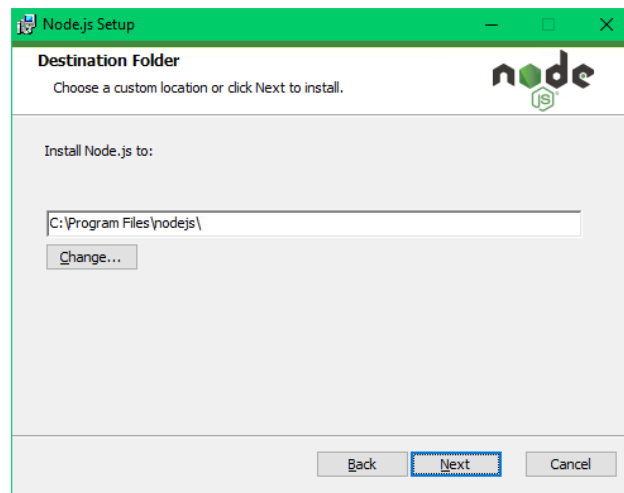 Node.js Setup
Destination Folder
Choose a custom location or click Next to install.
node
JS
Install Node.js to:
C:\Program Files\nodejs\
Change...
Back Next Cancel